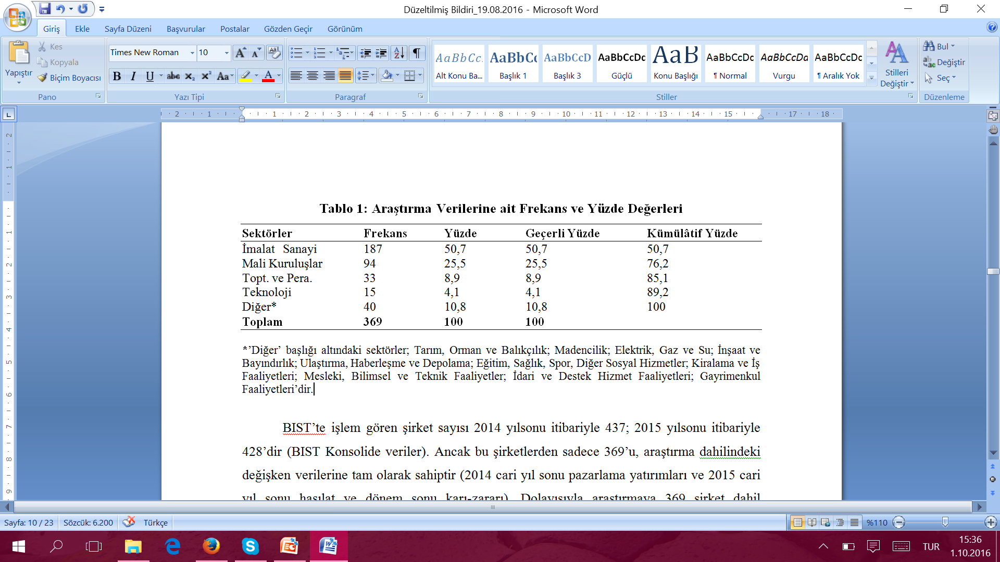 Düzeltilmiş Bildiri_19.08.2016 - Microsoft Word
Giriş Ekle Sayfa Düzeni Başvurular Postalar Gözden Geçir Görünüm
Yapıştır
Kes
Kopyala
Biçim Boyacısı
Pano
Times New Roman 10
Yazı Tipi
Paragraf
AaBbCc. AaBbCc AaBbCcD AaBbCcDc AaB AaBbCcDc AaBbCcDa AaBbCcDc
Alt Konu Ba... Başlık 1 Başlık 3 Güçlü Konu Başlığı ¶ Normal Vurgu ¶ Aralık Yok
Stilleri Değiştir
Stiller
Bul
Değiştir
Seç
Düzenleme
2 1 1 2 3 4 5 6 7 8 9 10 11 12 13 14 15 17 18
2 1 1 2 3 4 5 6 7 8 9
Tablo 1: Araştırma Verilerine ait Frekans ve Yüzde Değerleri
Sektörler Frekans Yüzde Geçerli Yüzde Kümülâtif Yüzde
İmalat Sanayi 187 50,7 50,7 50,7
Mali Kuruluşlar 94 25,5 25,5 76,2
Topt. ve Pera. 33 8,9 8,9 85,1
Teknoloji 15 4,1 4,1 89,2
Diğer* 40 10,8 10,8 100
Toplam 369 100 100
*’Diğer’ başlığı altındaki sektörler; Tarım, Orman ve Balıkçılık; Madencilik; Elektrik, Gaz ve Su; İnşaat ve
Bayındırlık; Ulaştırma, Haberleşme ve Depolama; Eğitim, Sağlık, Spor, Diğer Sosyal Hizmetler; Kiralama ve İş
Faaliyetleri; Mesleki, Bilimsel ve Teknik Faaliyetler; İdari ve Destek Hizmet Faaliyetleri; Gayrimenkul
Faaliyetleri’dir.
BIST’te işlem gören şirket sayısı 2014 yılsonu itibariyle 437; 2015 yılsonu itibariyle
428’dir (BIST Konsolide veriler). Ancak bu şirketlerden sadece 369’u, araştırma dahilindeki
değişken verilerine tam olarak sahiptir (2014 cari yıl sonu pazarlama yatırımları ve 2015 cari
yıl sonu hasılat ve dönem sonu karı-zararı). Dolayısıyla araştırmaya 369 şirket dahil
Sayfa: 10 / 23 Sözcük: 6.200 Türkçe %110
TUR
15:36
1.10.2016